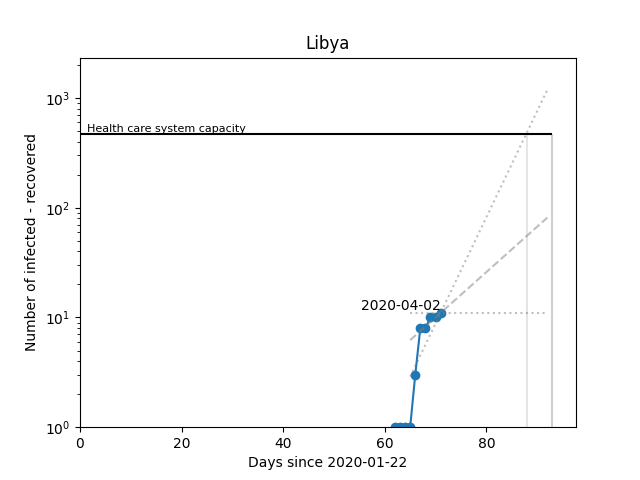 Libya
Number of infected - recovered
10³
Health care system capacity
10²
2020-04-02
10¹
10⁰
0 20 40 60 80
Days since 2020-01-22